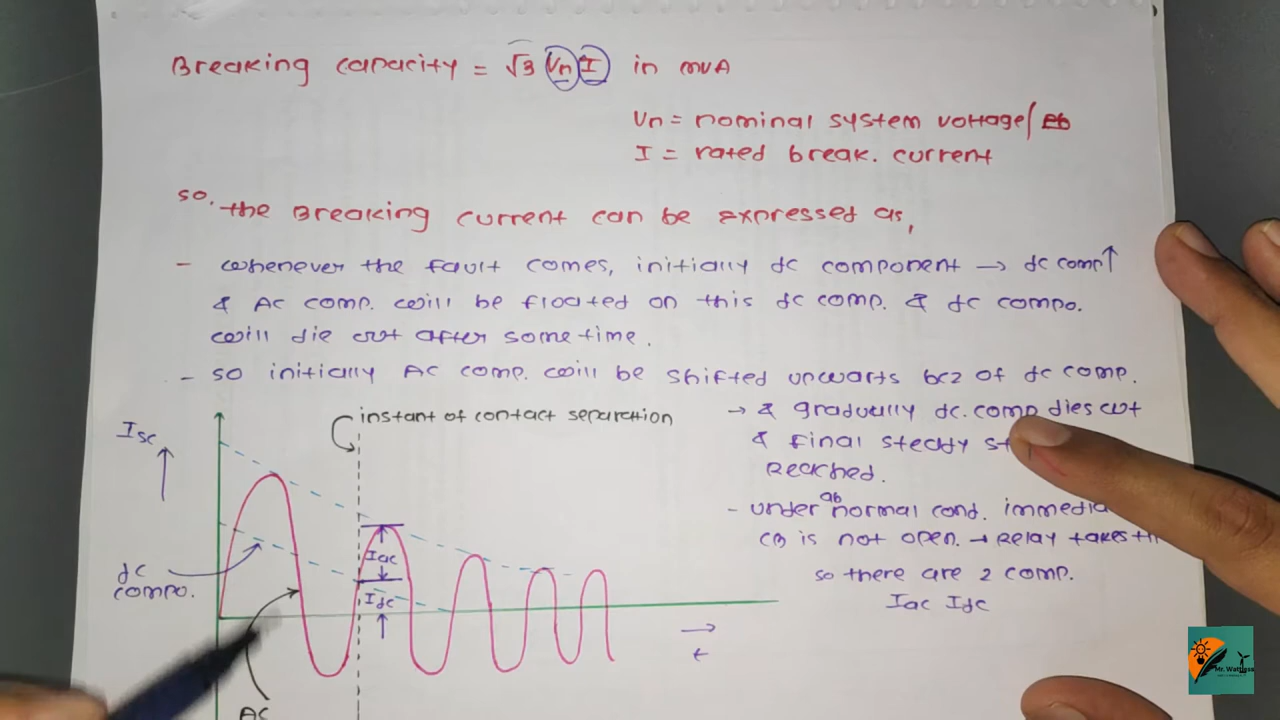 Breaking capacity = √3 Vn I in MVA
Vn = nominal system voltage/
I = rated break. current
so, the Breaking current can be expressed as,
- whenever the fault comes, initially dc component → dc comp↑
& AC comp. will be floated on this dc comp. & dc compo.
will die out after some time.
- so initially AC comp. will be shifted upwarts bcz of dc comp.
→ & gradually dc. comp dies out
& final steady
Reached.
- under ab normal cond.
CB is not open. → Relay takes
so there are 2 comp.
Iac Idc
instant of contact separation
Isc
Iac
Idc
dc
compo.
AC
t
Mr. Wattless